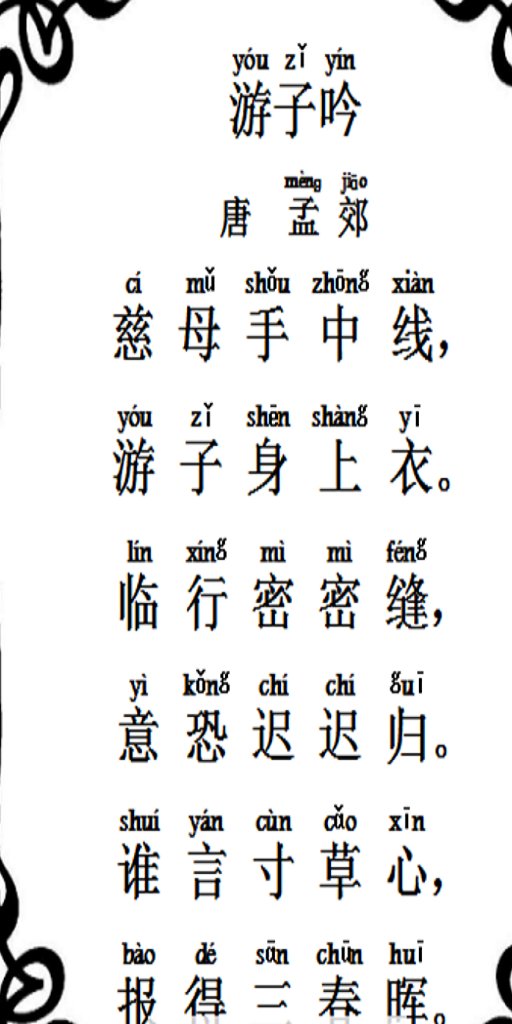 yóu zǐ yín
游子吟
mèng jiāo
唐 孟 郊
cí mǔ shǒu zhōng xiàn
慈 母 手 中 线，
yóu zǐ shēn shàng yī
游 子 身 上 衣。
lín xíng mì mì féng
临 行 密 密 缝，
yì kǒng chí chí guī
意 恐 迟 迟 归。
shuí yán cùn cǎo xīn
谁 言 寸 草 心，
bào dé sān chūn huī
报 得 三 春 晖。